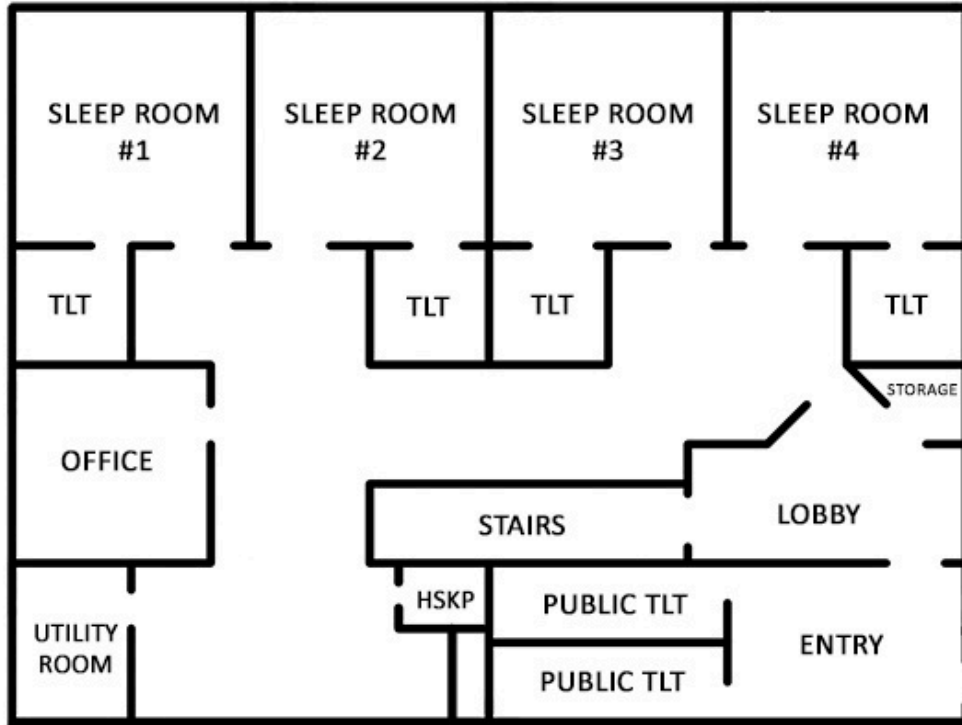 SLEEP ROOM
#1
SLEEP ROOM
#2
SLEEP ROOM
#3
SLEEP ROOM
#4
TLT
TLT
TLT
TLT
STORAGE
OFFICE
STAIRS
LOBBY
HSKP
PUBLIC TLT
UTILITY
ROOM
ENTRY
PUBLIC TLT